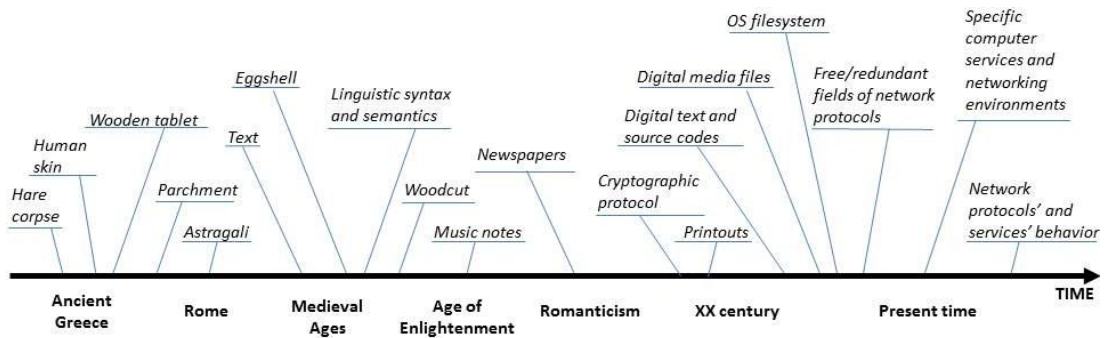 Hare
corpse
Human
skin
Wooden tablet
Parchment
Astragali
Text
Eggshell
Linguistic syntax
and semantics
Woodcut
Music notes
Newspapers
Cryptographic
protocol
Printouts
Digital text and
source codes
Digital media files
OS filesystem
Free/redundant
fields of network
protocols
Specific
computer
services and
networking
environments
Network
protocols’ and
services’ behavior
TIME
Ancient
Greece
Rome
Medieval
Ages
Age of
Enlightenment
Romanticism
XX century
Present time